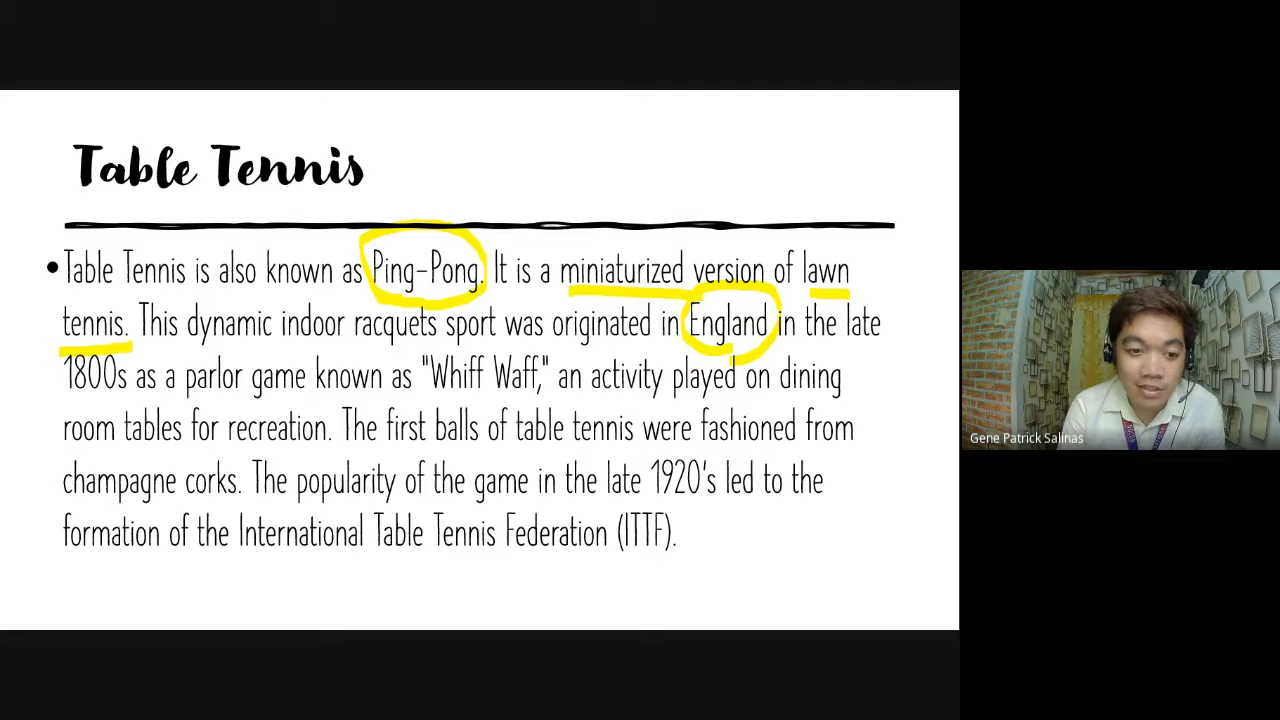 Table Tennis
•Table Tennis is also known as Ping-Pong. It is a miniaturized version of lawn
tennis. This dynamic indoor racquets sport was originated in England in the late
1800s as a parlor game known as "Whiff Waff," an activity played on dining
room tables for recreation. The first balls of table tennis were fashioned from
champagne corks. The popularity of the game in the late 1920's led to the
formation of the International Table Tennis Federation (ITTF).
Gene Patrick Salinas